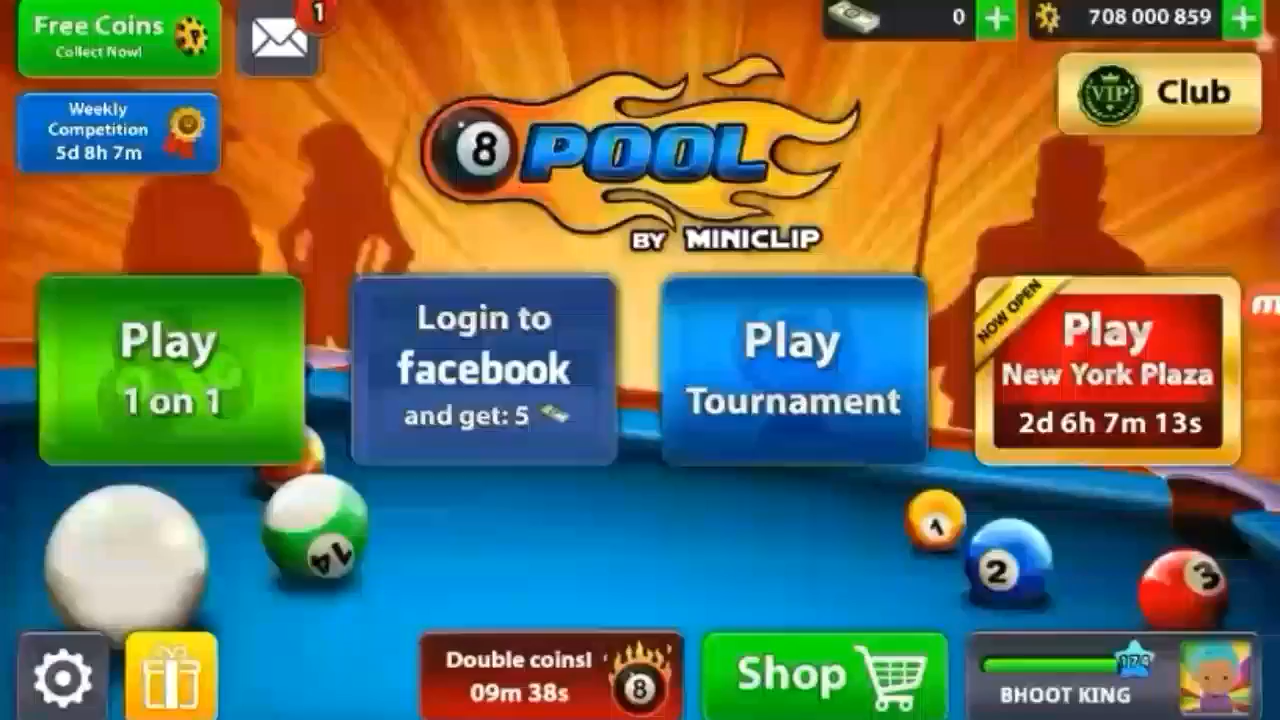 Free Coins
Collect Now!
1
0
708 000 859
Weekly
Competition
5d 8h 7m
VIP
Club
8 POOL
BY MINICLIP
Play
1 on 1
Login to
facebook
and get: 5
Play
Tournament
NOW OPEN
Play
New York Plaza
2d 6h 7m 13s
14
1
2
3
Double coins!
09m 38s
8
Shop
BHOOT KING